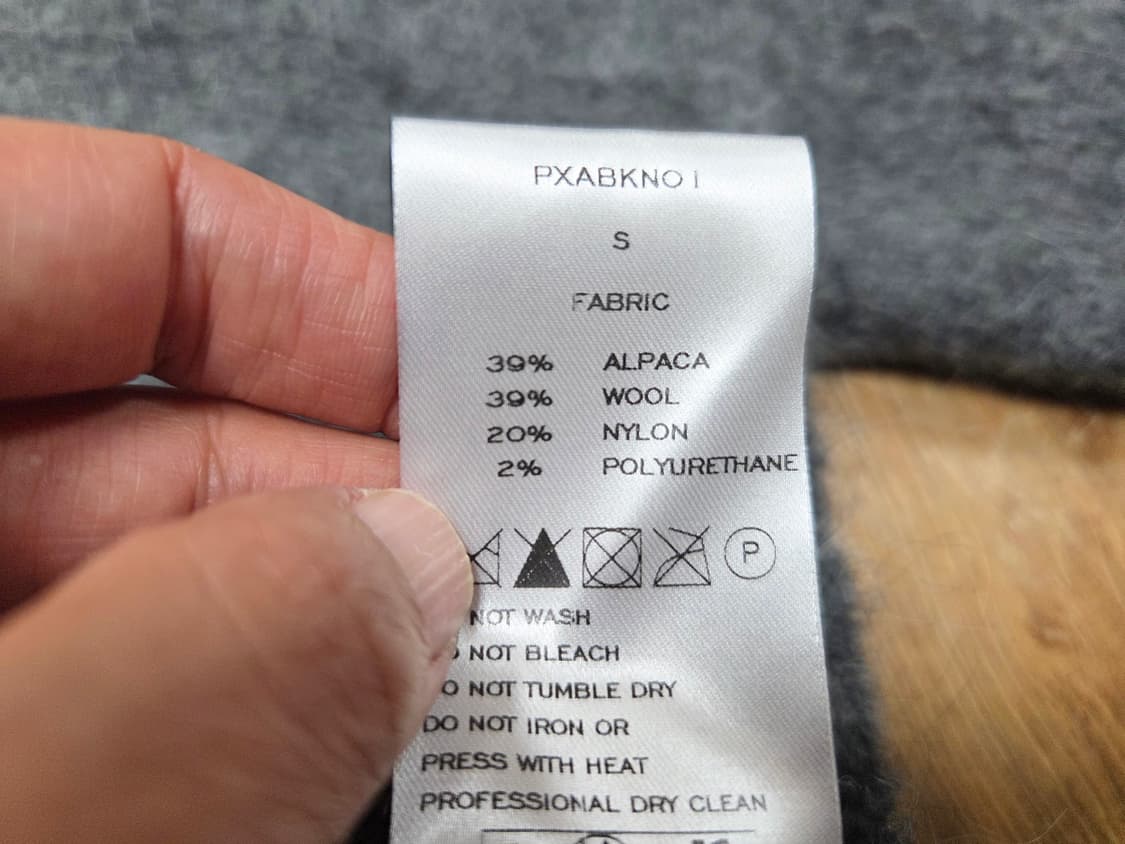 PXABKN01
S
FABRIC
39% ALPACA
39% WOOL
20% NYLON
2% POLYURETHANE
P
NOT WASH
NOT BLEACH
O NOT TUMBLE DRY
DO NOT IRON OR
PRESS WITH HEAT
PROFESSIONAL DRY CLEAN